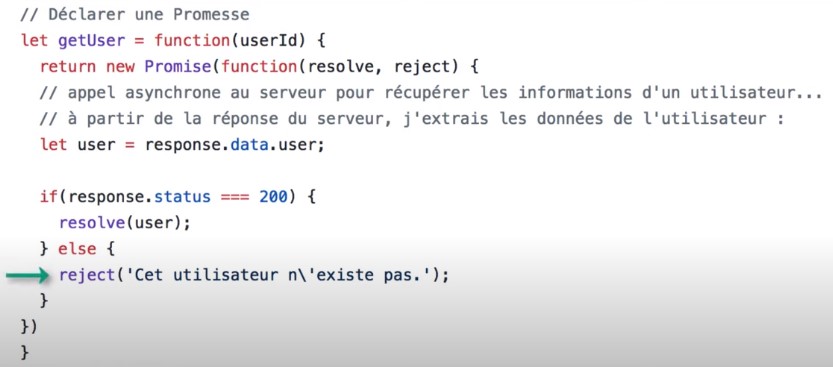 // Déclarer une Promesse
let getUser = function(userId) {
return new Promise(function(resolve, reject) {
// appel asynchrone au serveur pour récupérer les informations d'un utilisateur...
// à partir de la réponse du serveur, j'extrais les données de l'utilisateur :
let user = response.data.user;
if(response.status === 200) {
resolve(user);
} else {
reject('Cet utilisateur n\'existe pas.');
}
})
}